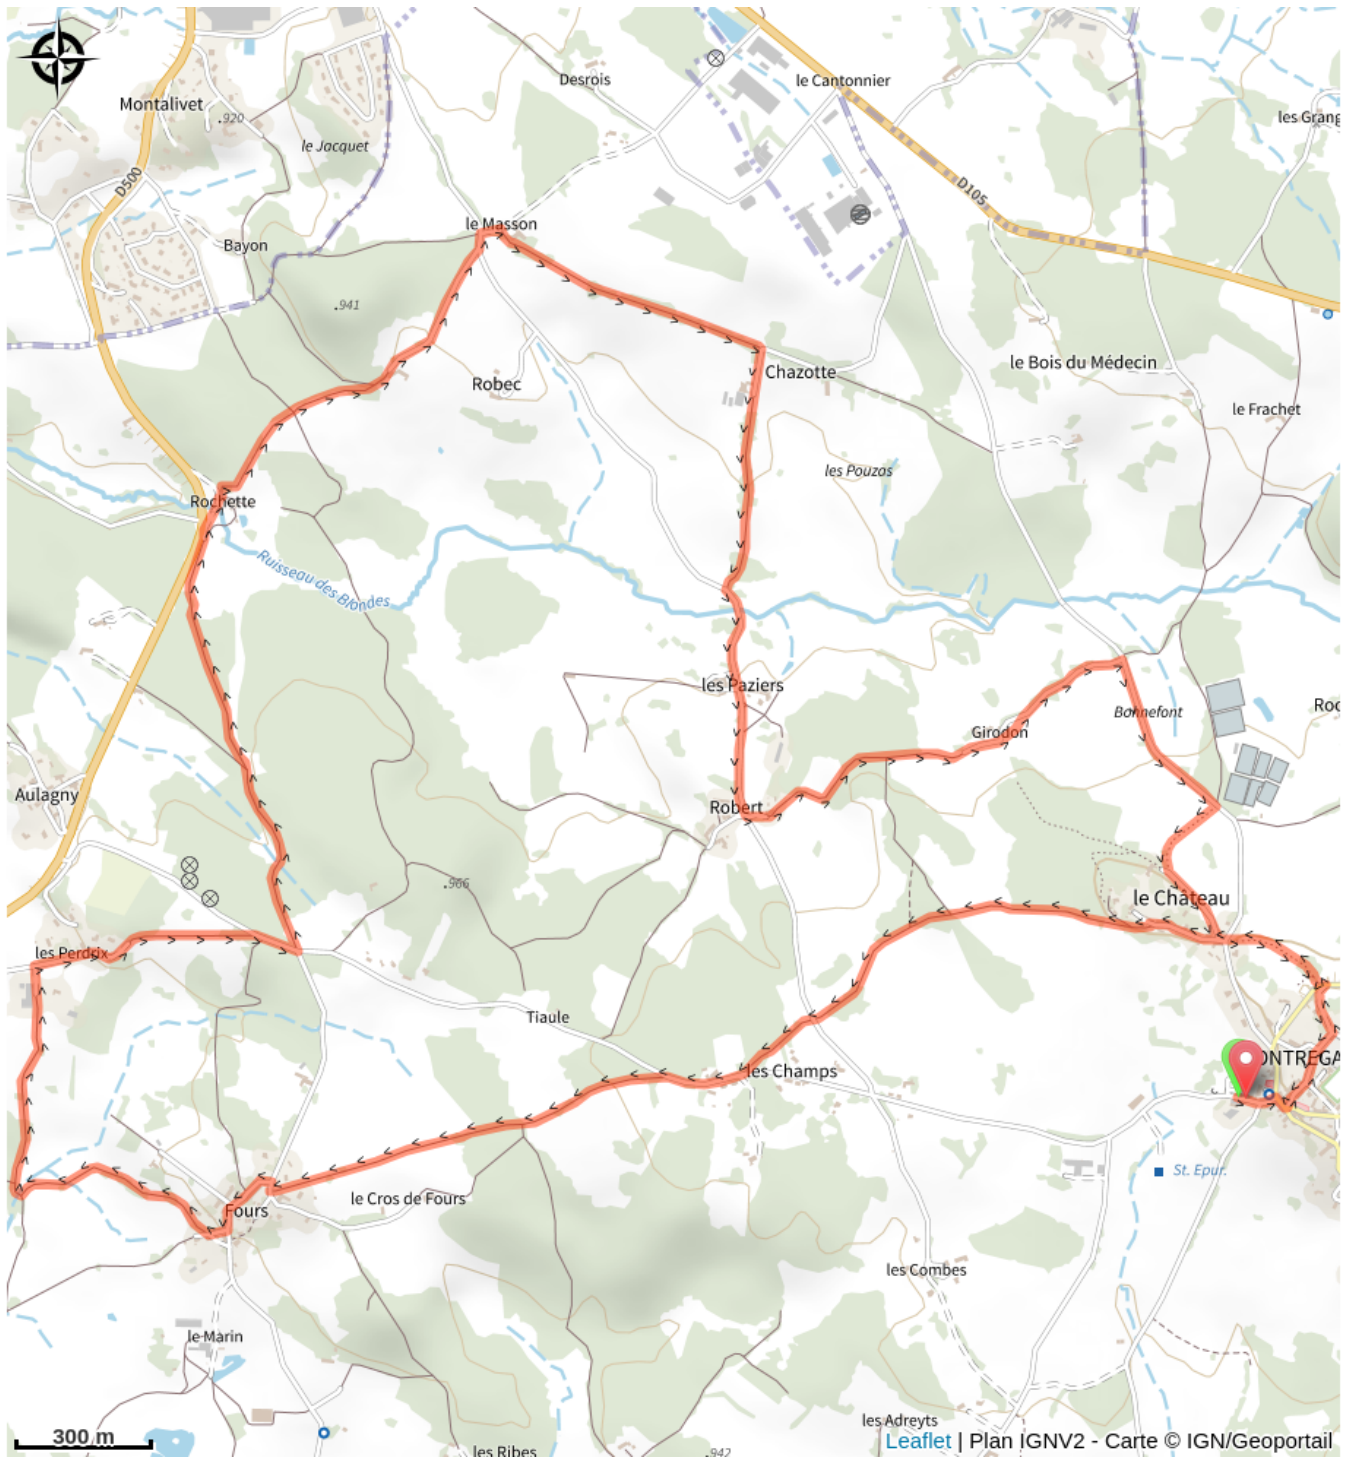 Desrois
le Cantonnier
Montalivet
.920
les Grang
le Jacquet
D500
D105
le Masson
Bayon
.941
le Bois du Médecin
Chazotte
Robec
le Frachet
les Pouzas
Rochette
Ruisseau des Blondes
les Paziers
Roc
Bonnefont
Girodon
Aulagny
Robert
.966
le Château
les Perdrix
Tiaule
ONTREGA
les Champs
St. Epur.
le Cros de Fours
Fours
les Combes
le Marin
les Adreyts
300 m
les Ribes
.942
Leaflet | Plan IGNV2 - Carte © IGN/Geoportail